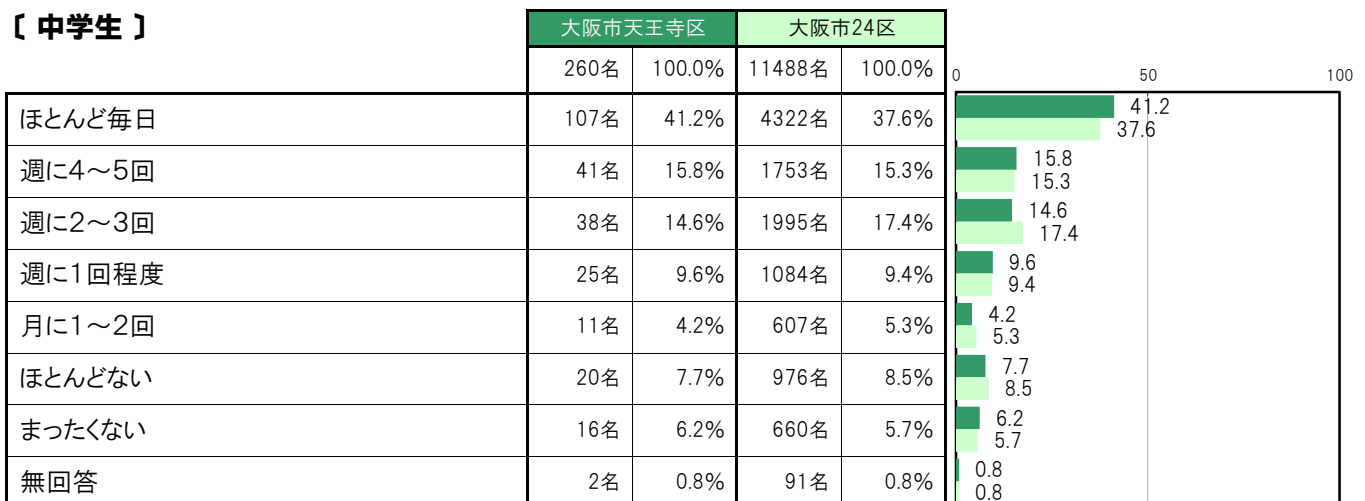 〔 中学生 〕
大阪市天王寺区 大阪市24区
260名 100.0% 11488名 100.0%
0 50 100
ほとんど毎日 107名 41.2% 4322名 37.6% 41.2
37.6
週に4～5回 41名 15.8% 1753名 15.3% 15.8
15.3
週に2～3回 38名 14.6% 1995名 17.4% 14.6
17.4
週に1回程度 25名 9.6% 1084名 9.4% 9.6
9.4
月に1～2回 11名 4.2% 607名 5.3% 4.2
5.3
ほとんどない 20名 7.7% 976名 8.5% 7.7
8.5
まったくない 16名 6.2% 660名 5.7% 6.2
5.7
無回答 2名 0.8% 91名 0.8% 0.8
0.8